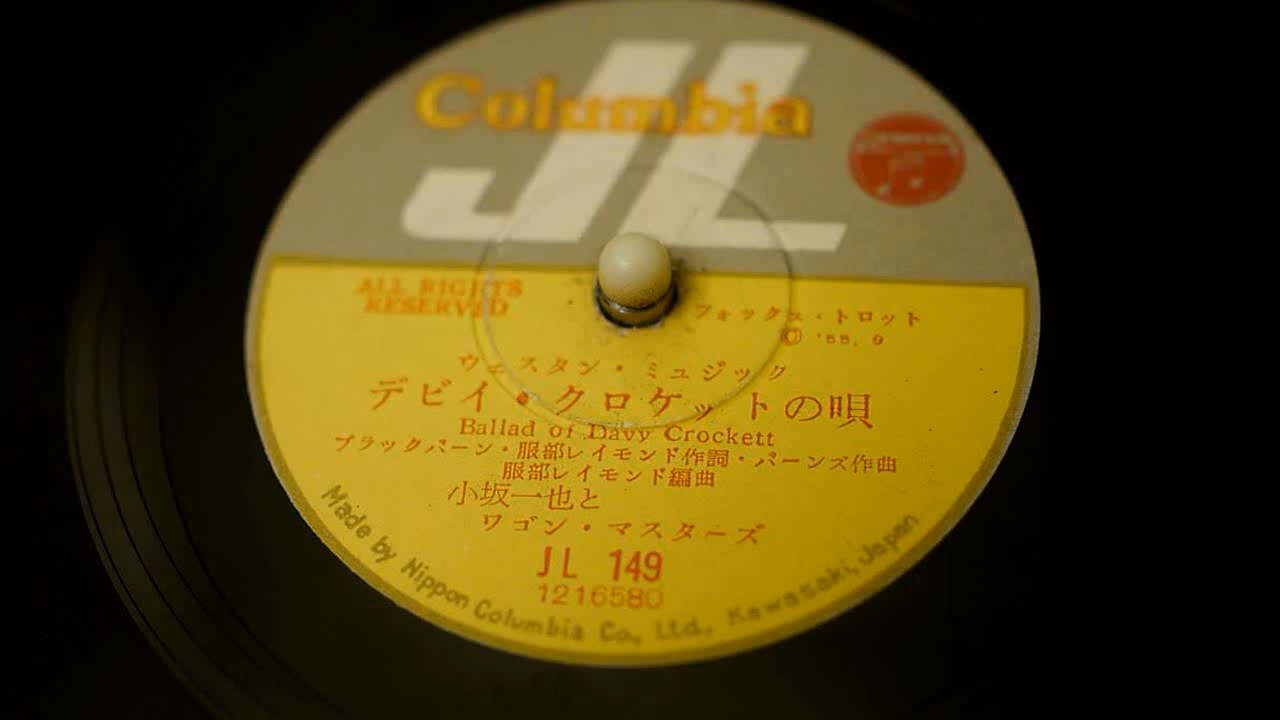 JL
Columbia
ALL RIGHTS
RESERVED
フォックス・トロット
Ⓒ '55. 9
ウェスタン・ミュジック
デビイ・クロケットの唄
Ballad of Davy Crockett
ブラックバーン・服部レイモンド作詞・バーンズ作曲
服部レイモンド編曲
小坂一也と
ワゴン・マスターズ
JL 149
1216580
Made by Nippon Columbia Co., Ltd. Kawasaki, Japan